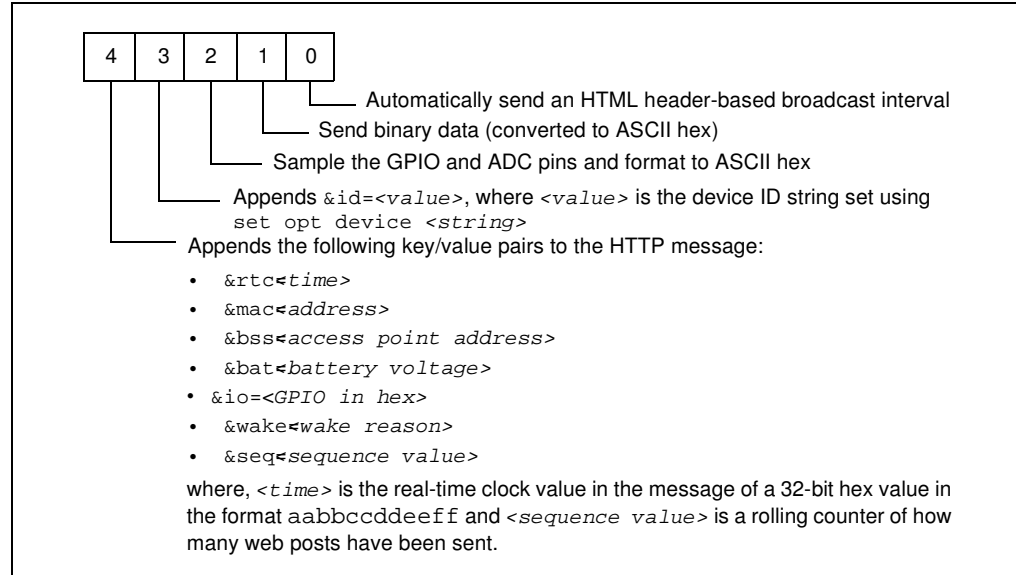 4 3 2 1 0
Automatically send an HTML header-based broadcast interval
Send binary data (converted to ASCII hex)
Sample the GPIO and ADC pins and format to ASCII hex
Appends &id=<value>, where <value> is the device ID string set using
set opt device <string>
Appends the following key/value pairs to the HTTP message:
• &rtc=<time>
• &mac=<address>
• &bss=<access point address>
• &bat=<battery voltage>
• &io=<GPIO in hex>
• &wake=<wake reason>
• &seq=<sequence value>
where, <time> is the real-time clock value in the message of a 32-bit hex value in
the format aabbccddeeff and <sequence value> is a rolling counter of how
many web posts have been sent.